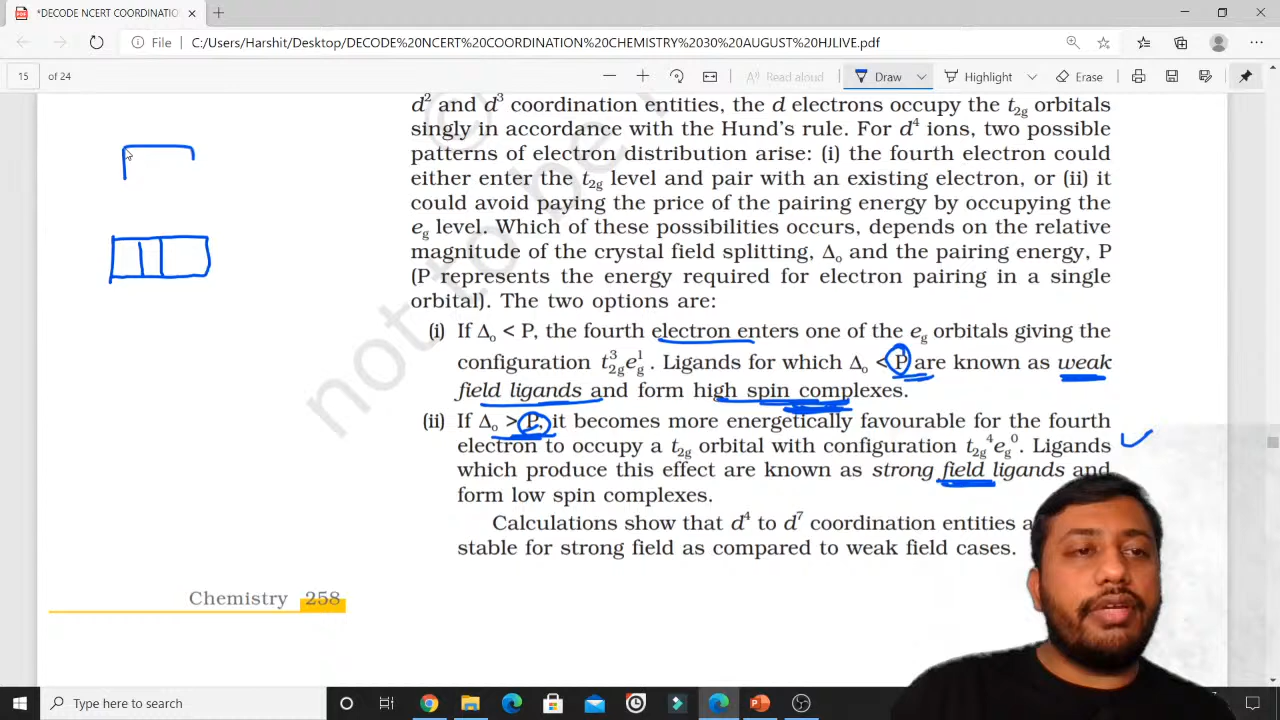 *DECODE NCERT COORDINATION
File C:/Users/Harshit/Desktop/DECODE%20NCERT%20COORDINATION%20CHEMISTRY%2030%20AUGUST%20HJLIVE.pdf
15 of 24 Read aloud Draw Highlight Erase
d² and d³ coordination entities, the d electrons occupy the t₂g orbitals
singly in accordance with the Hund's rule. For d⁴ ions, two possible
patterns of electron distribution arise: (i) the fourth electron could
either enter the t₂g level and pair with an existing electron, or (ii) it
could avoid paying the price of the pairing energy by occupying the
eg level. Which of these possibilities occurs, depends on the relative
magnitude of the crystal field splitting, Δₒ and the pairing energy, P
(P represents the energy required for electron pairing in a single
orbital). The two options are:
(i) If Δₒ < P, the fourth electron enters one of the eg orbitals giving the
configuration t₂g³eg¹. Ligands for which Δₒ < P are known as weak
field ligands and form high spin complexes.
(ii) If Δₒ > P, it becomes more energetically favourable for the fourth
electron to occupy a t₂g orbital with configuration t₂g⁴eg⁰. Ligands
which produce this effect are known as strong field ligands and
form low spin complexes.
Calculations show that d⁴ to d⁷ coordination entities
stable for strong field as compared to weak field cases.
Chemistry 258
not to be
Type here to search